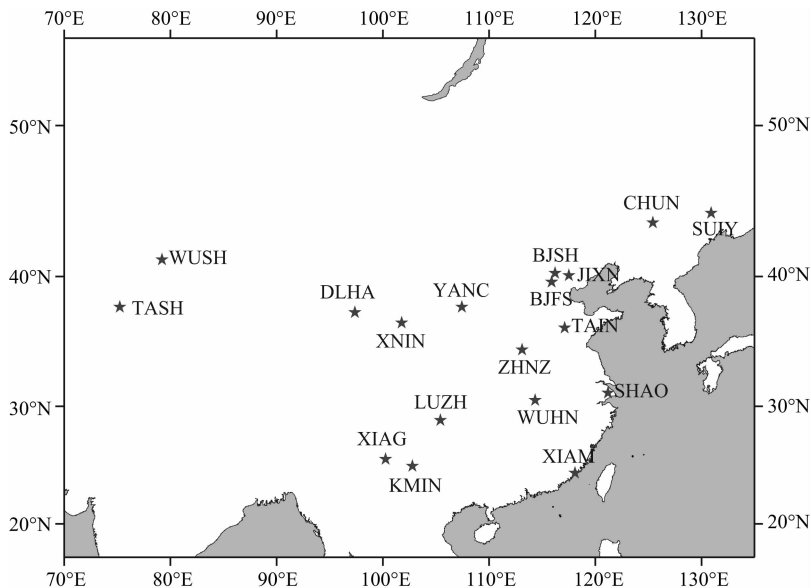 70°E 80°E 90°E 100°E 110°E 120°E 130°E
50°N 50°N
CHUN
SUIY
WUSH
BJSH
JIXN
40°N 40°N
DLHA
YANC
BJFS
TASH
XNIN
TAIN
ZHNZ
LUZH
SHAO
30°N 30°N
WUHN
XIAG
XIAM
KMIN
20°N 20°N
70°E 80°E 90°E 100°E 110°E 120°E 130°E